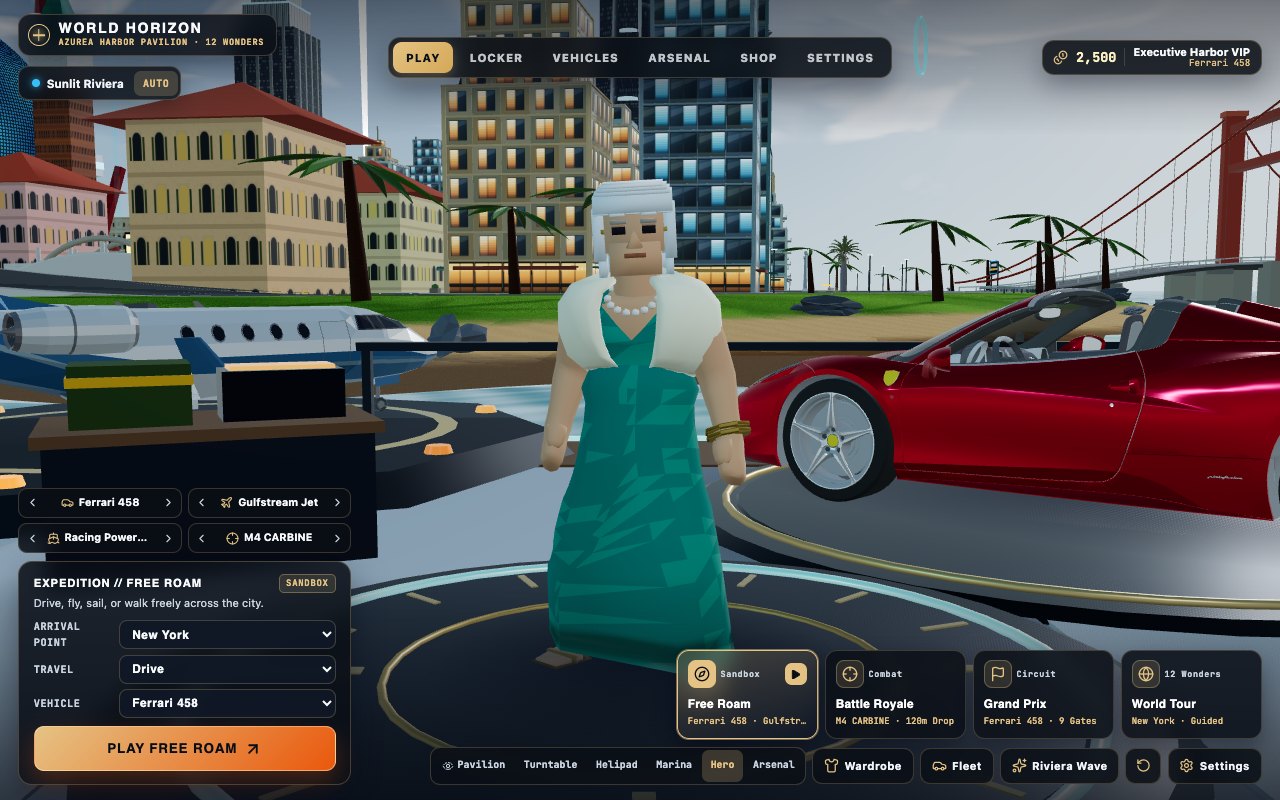 WORLD HORIZON
AZUREA HARBOR PAVILION · 12 WONDERS
Sunlit Riviera AUTO
PLAY LOCKER VEHICLES ARSENAL SHOP SETTINGS
2,500 Executive Harbor VIP
Ferrari 458
Ferrari 458
Gulfstream Jet
Racing Power...
M4 CARBINE
EXPEDITION // FREE ROAM SANDBOX
Drive, fly, sail, or walk freely across the city.
ARRIVAL POINT New York
TRAVEL Drive
VEHICLE Ferrari 458
PLAY FREE ROAM
Sandbox
Free Roam
Ferrari 458 · Gulfstr…
Combat
Battle Royale
M4 CARBINE · 120m Drop
Circuit
Grand Prix
Ferrari 458 · 9 Gates
12 Wonders
World Tour
New York · Guided
Pavilion Turntable Helipad Marina Hero Arsenal
Wardrobe Fleet Riviera Wave Settings